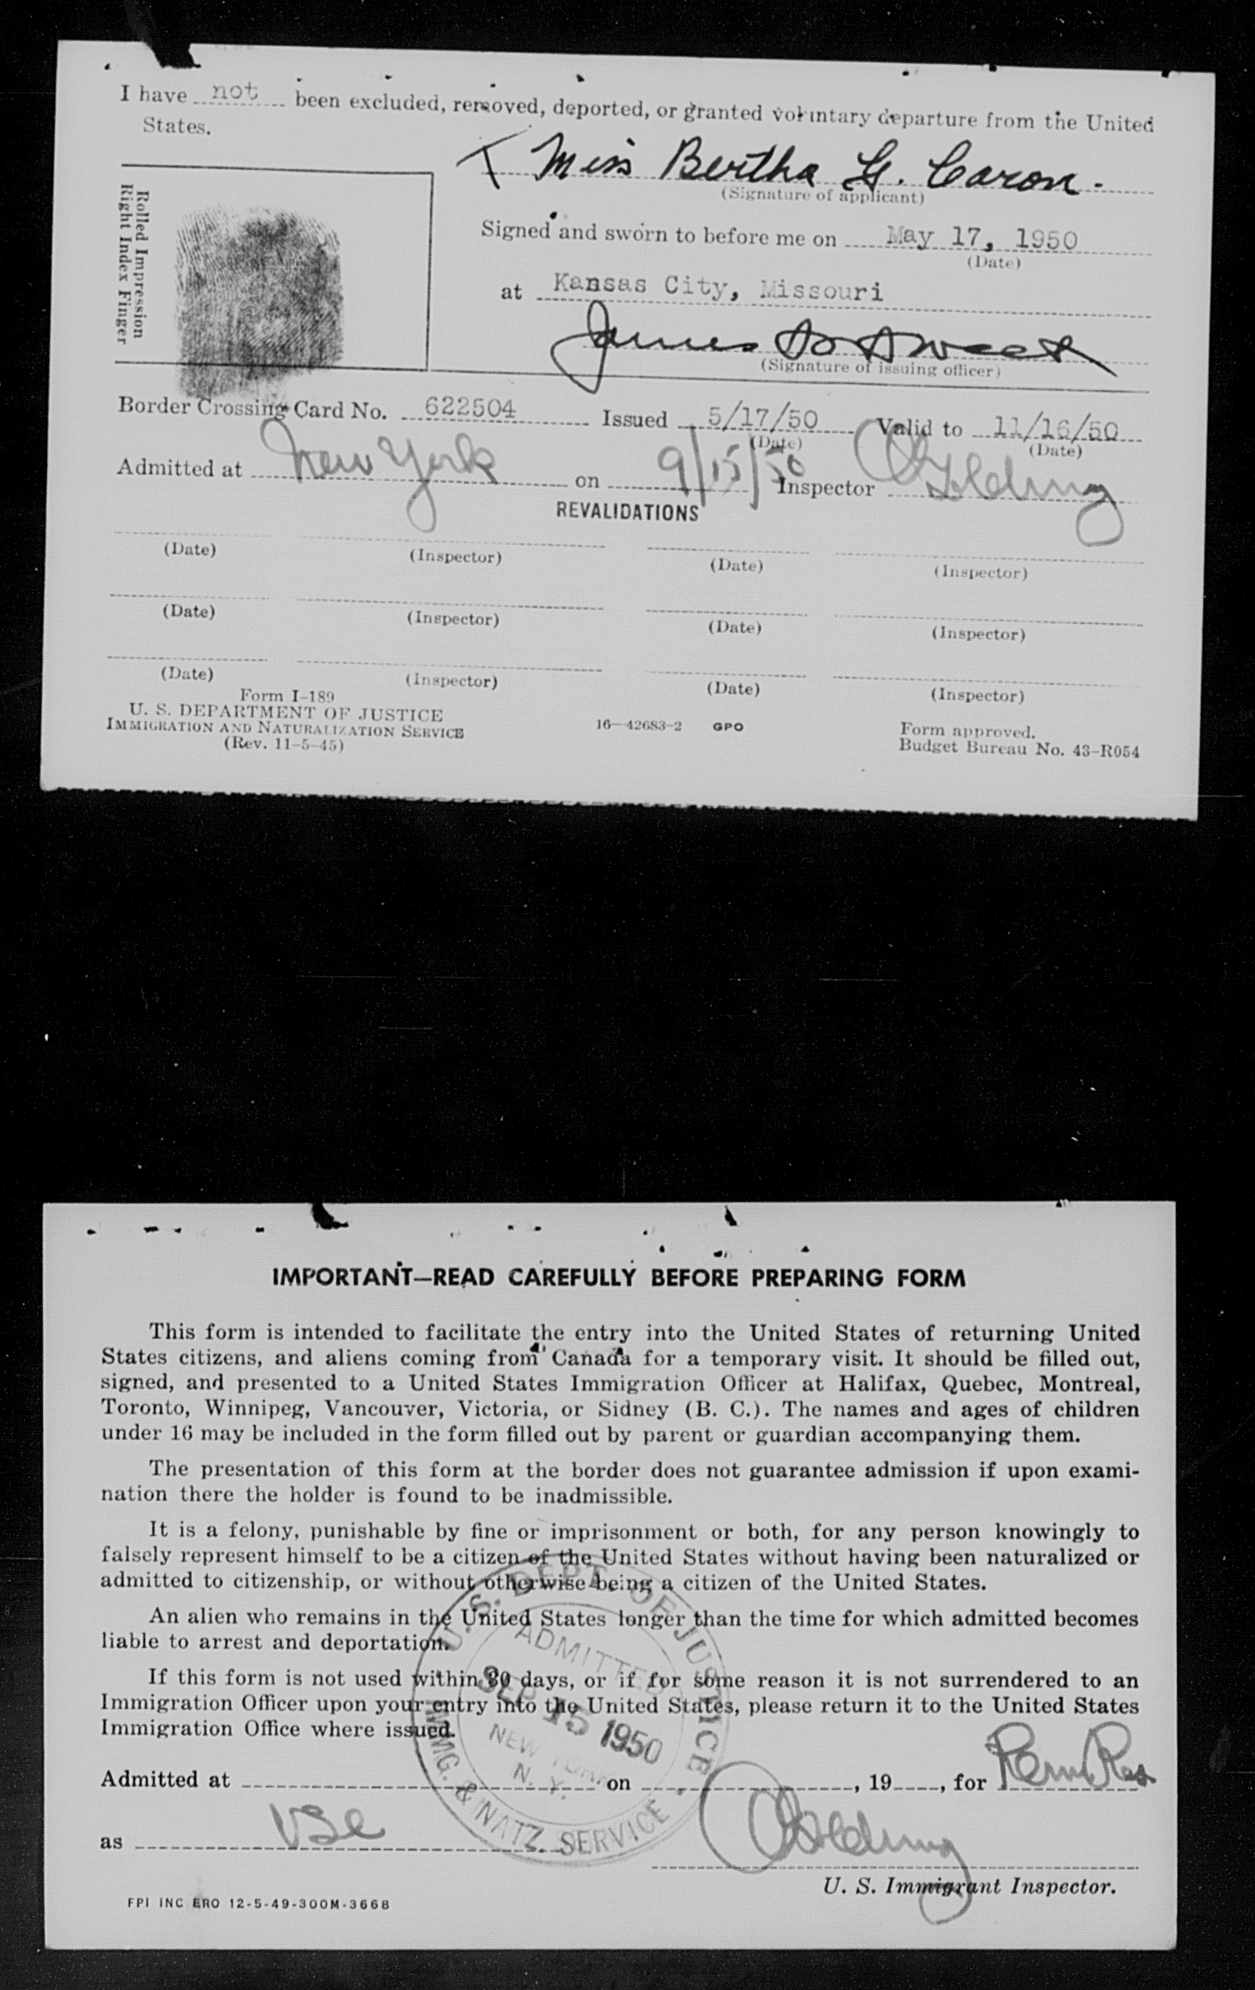 I have not been excluded, removed, deported, or granted voluntary departure from the United
States.
Miss Bertha G. Caron.
(Signature of applicant)
Rolled Impression
Right Index Finger
Signed and sworn to before me on May 17, 1950
(Date)
at Kansas City, Missouri
James Sweet
(Signature of issuing officer)
Border Crossing Card No. 622504 Issued 5/17/50 Valid to 11/16/50
(Date) (Date)
Admitted at New York on 9/15/50 Inspector Golding
REVALIDATIONS
(Date) (Inspector) (Date) (Inspector)
(Date) (Inspector) (Date) (Inspector)
(Date) (Inspector) (Date) (Inspector)
Form I-189
U. S. DEPARTMENT OF JUSTICE
IMMIGRATION AND NATURALIZATION SERVICE
(Rev. 11-5-45)
16—42683-2 GPO
Form approved.
Budget Bureau No. 43-R054
IMPORTANT—READ CAREFULLY BEFORE PREPARING FORM
This form is intended to facilitate the entry into the United States of returning United
States citizens, and aliens coming from Canada for a temporary visit. It should be filled out,
signed, and presented to a United States Immigration Officer at Halifax, Quebec, Montreal,
Toronto, Winnipeg, Vancouver, Victoria, or Sidney (B. C.). The names and ages of children
under 16 may be included in the form filled out by parent or guardian accompanying them.
The presentation of this form at the border does not guarantee admission if upon exami-
nation there the holder is found to be inadmissible.
It is a felony, punishable by fine or imprisonment or both, for any person knowingly to
falsely represent himself to be a citizen of the United States without having been naturalized or
admitted to citizenship, or without otherwise being a citizen of the United States.
An alien who remains in the United States longer than the time for which admitted becomes
liable to arrest and deportation.
If this form is not used within 30 days, or if for some reason it is not surrendered to an
Immigration Officer upon your entry into the United States, please return it to the United States
Immigration Office where issued.
U. S. DEPT. OF JUSTICE
ADMITTED
SEP 15 1950
NEW YORK
N. Y.
IMMG. & NATZ. SERVICE
Admitted at on , 19 , for Perm Res
as USC
Golding
U. S. Immigrant Inspector.
FPI INC ERO 12-5-49-300M-3668